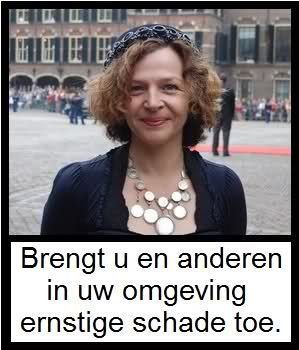 Brengt u en anderen
in uw omgeving
ernstige schade toe.